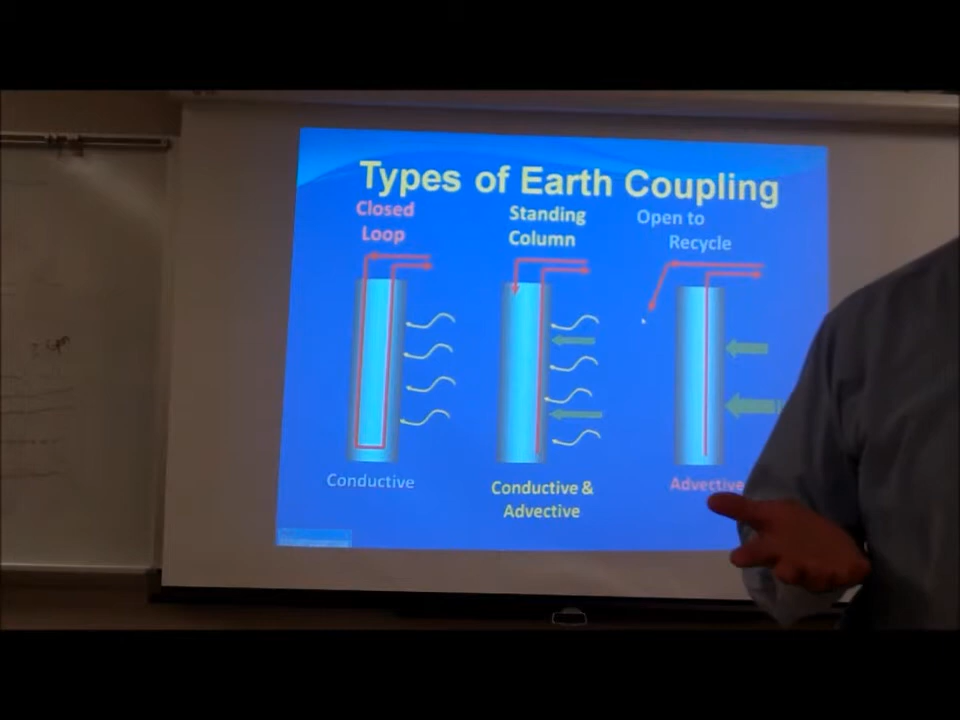 Types of Earth Coupling
Closed
Loop
Standing
Column
Open to
Recycle
Conductive
Conductive &
Advective
Advective